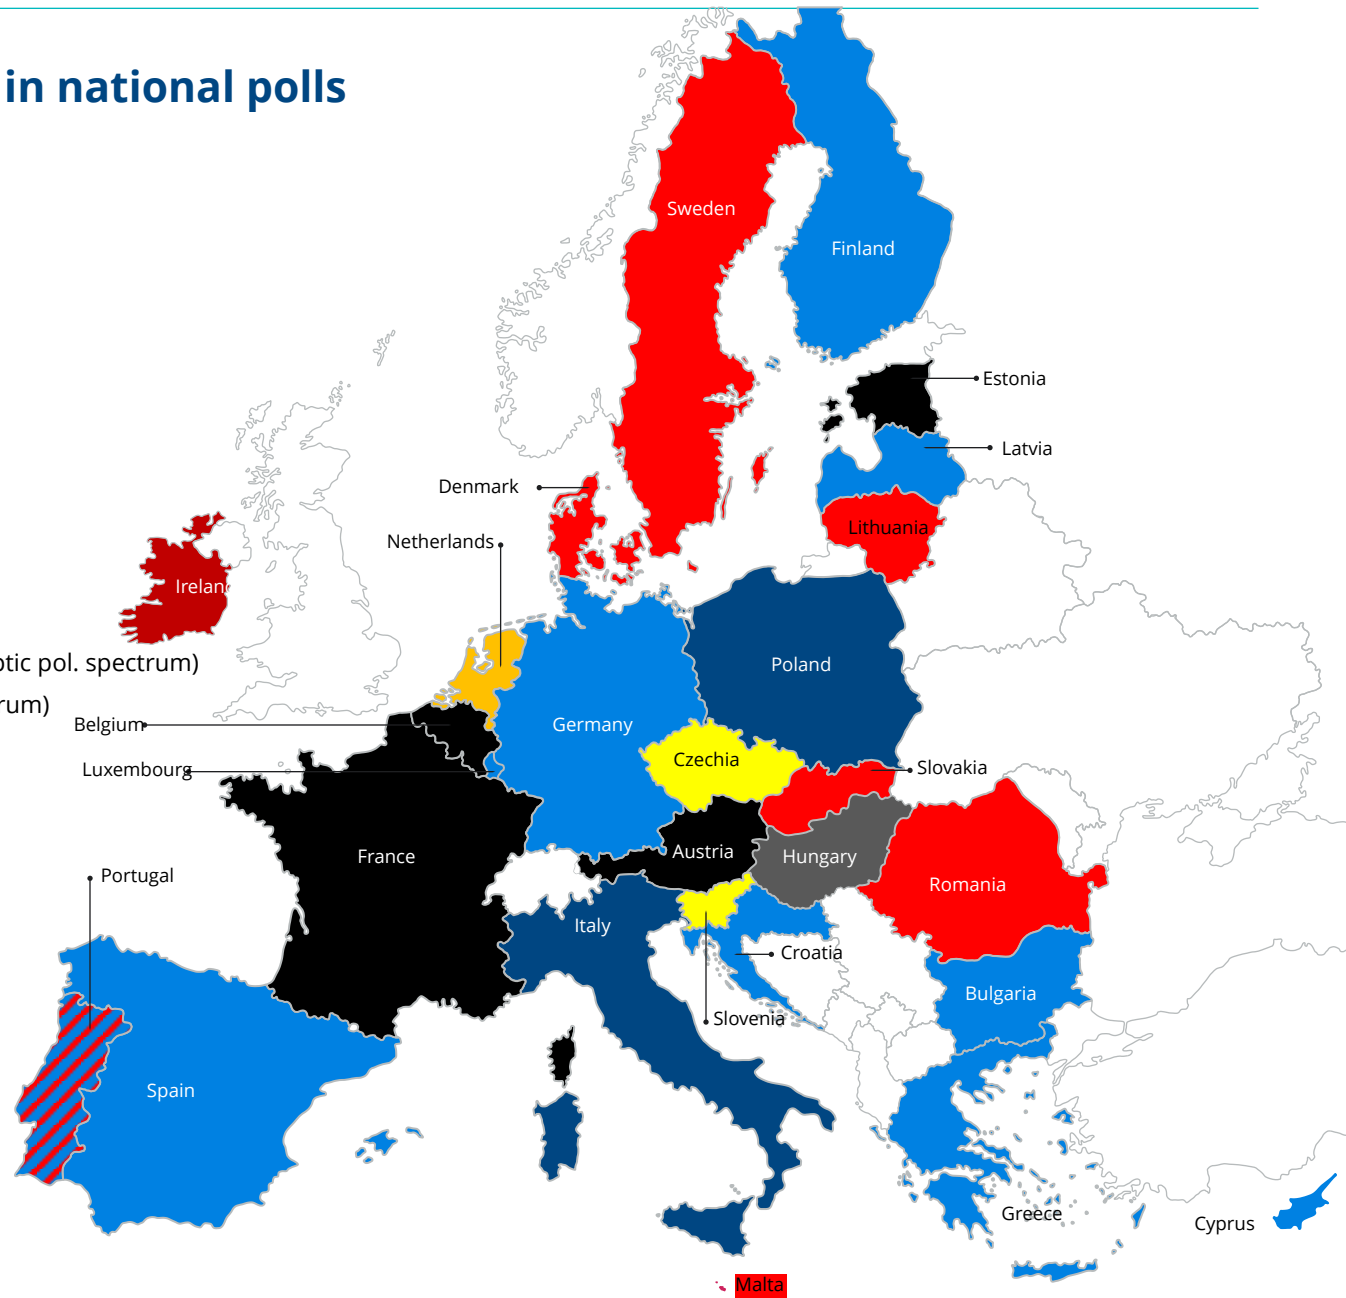 in national polls
Sweden
Finland
Estonia
Latvia
Denmark
Lithuania
Netherlands
Irelan
otic pol. spectrum)
Poland
rum)
Belgium
Germany
Czechia
Luxembourg
Slovakia
France
Austria
Hungary
Portugal
Romania
Italy
Croatia
Bulgaria
Slovenia
Spain
Greece
Cyprus
Malta